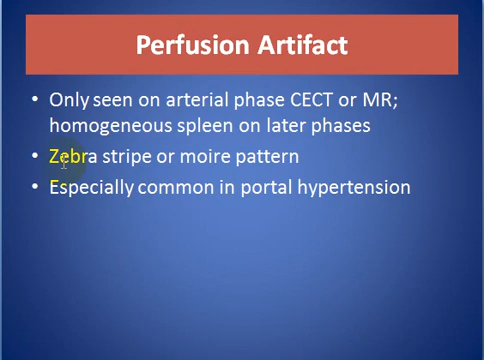 Perfusion Artifact
• Only seen on arterial phase CECT or MR;
homogeneous spleen on later phases
• Zebra stripe or moire pattern
• Especially common in portal hypertension